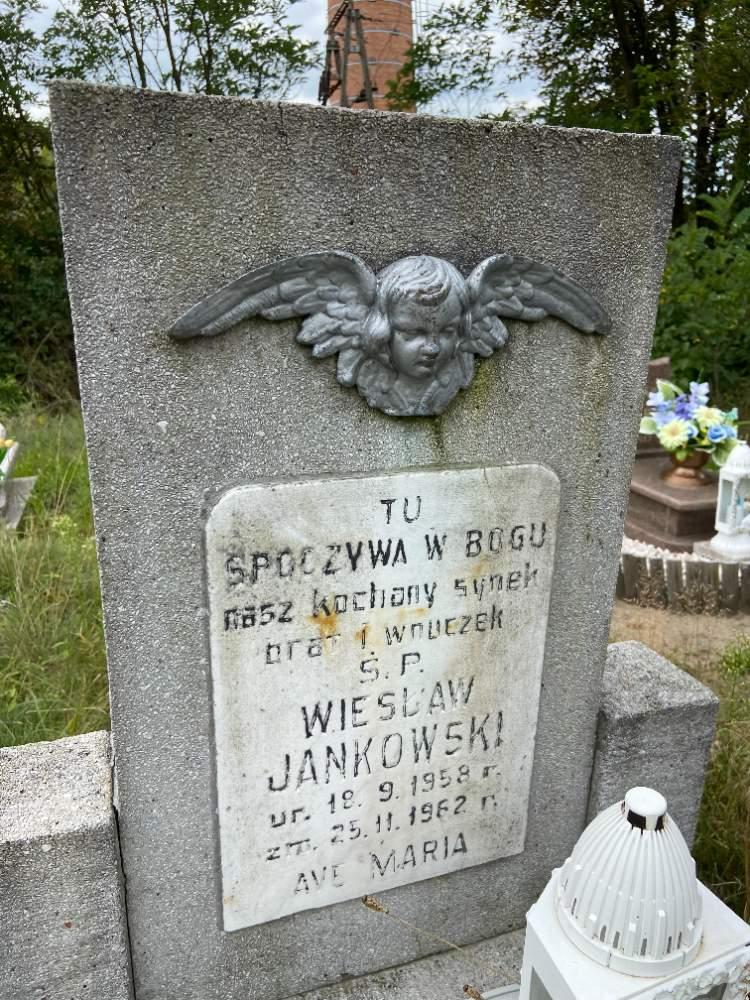 TU
SPOCZYWA W BOGU
nasz kochany synek
brat i wnuczek
Ś. P.
WIESŁAW
JANKOWSKI
ur. 18. 9. 1958 r.
zm. 25. 11. 1962 r.
AVE MARIA